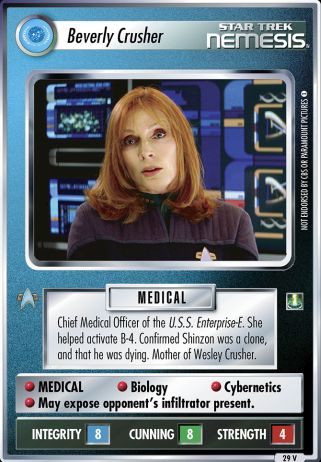 Beverly Crusher
STAR TREK
NEMESIS
NOT ENDORSED BY CBS OR PARAMOUNT PICTURES
MEDICAL
Chief Medical Officer of the U.S.S. Enterprise-E. She
helped activate B-4. Confirmed Shinzon was a clone,
and that he was dying. Mother of Wesley Crusher.
• MEDICAL • Biology • Cybernetics
• May expose opponent's infiltrator present.
INTEGRITY 8 CUNNING 8 STRENGTH 4
29 V